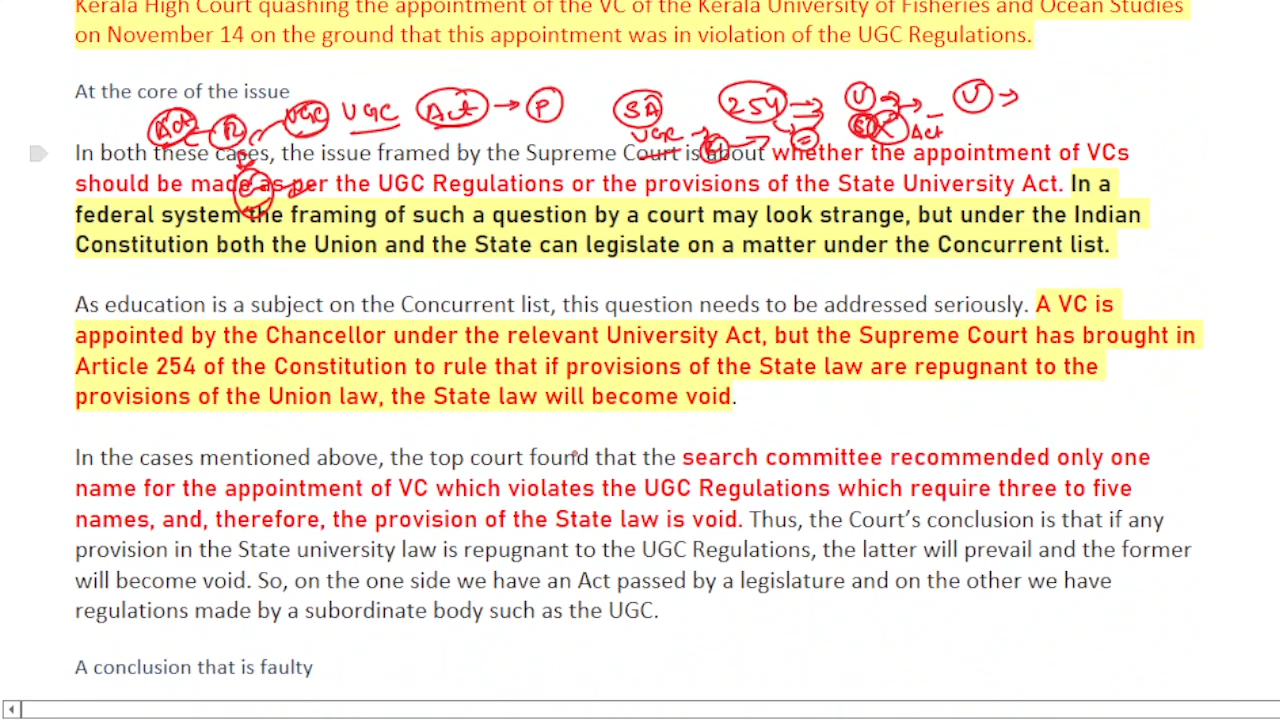 Kerala High Court quashing the appointment of the VC of the Kerala University of Fisheries and Ocean Studies
on November 14 on the ground that this appointment was in violation of the UGC Regulations.
At the core of the issue
Act R UGC UGC Act → P SA 254 U U →
UGC Act
In both these cases, the issue framed by the Supreme Court is about whether the appointment of VCs
should be made as per the UGC Regulations or the provisions of the State University Act. In a
federal system the framing of such a question by a court may look strange, but under the Indian
Constitution both the Union and the State can legislate on a matter under the Concurrent list.
As education is a subject on the Concurrent list, this question needs to be addressed seriously. A VC is
appointed by the Chancellor under the relevant University Act, but the Supreme Court has brought in
Article 254 of the Constitution to rule that if provisions of the State law are repugnant to the
provisions of the Union law, the State law will become void.
In the cases mentioned above, the top court found that the search committee recommended only one
name for the appointment of VC which violates the UGC Regulations which require three to five
names, and, therefore, the provision of the State law is void. Thus, the Court's conclusion is that if any
provision in the State university law is repugnant to the UGC Regulations, the latter will prevail and the former
will become void. So, on the one side we have an Act passed by a legislature and on the other we have
regulations made by a subordinate body such as the UGC.
A conclusion that is faulty